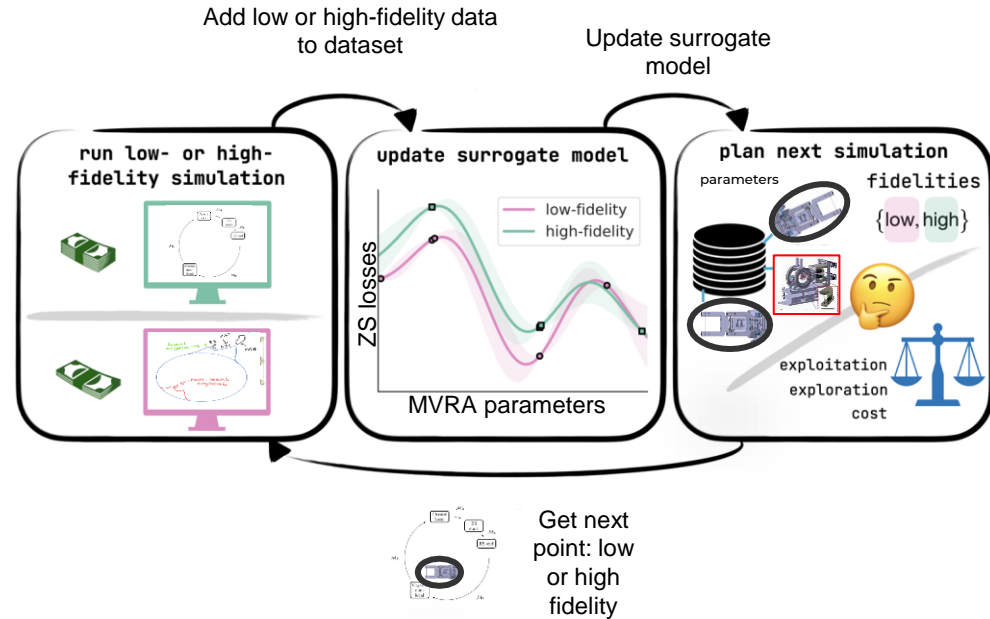 Add low or high-fidelity data
to dataset
Update surrogate
model
run low- or high-
fidelity simulation
update surrogate model
low-fidelity
high-fidelity
ZS losses
MVRA parameters
plan next simulation
parameters
fidelities
{low, high}
exploitation
exploration
cost
Get next
point: low
or high
fidelity